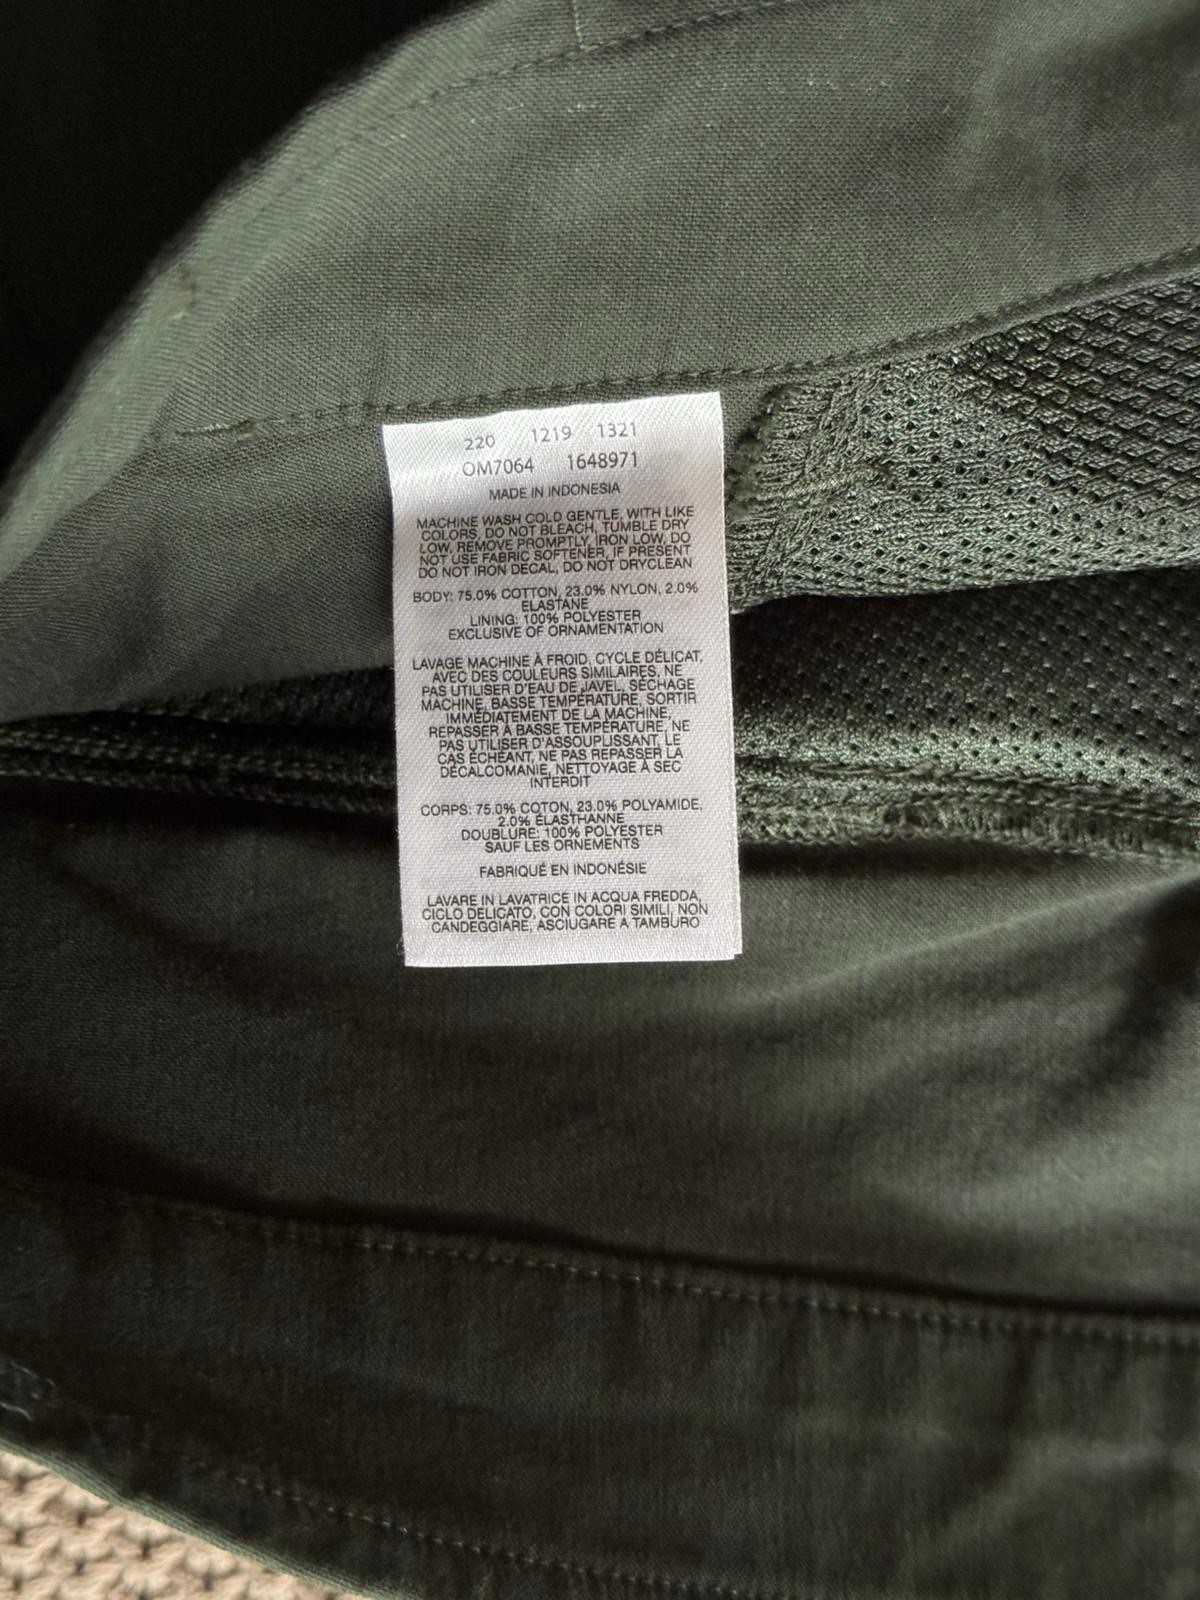 220 1219 1321
OM7064 1648971
MADE IN INDONESIA
MACHINE WASH COLD GENTLE, WITH LIKE
COLORS, DO NOT BLEACH, TUMBLE DRY
LOW, REMOVE PROMPTLY, IRON LOW, DO
NOT USE FABRIC SOFTENER, IF PRESENT
DO NOT IRON DECAL, DO NOT DRYCLEAN
BODY: 75.0% COTTON, 23.0% NYLON, 2.0%
ELASTANE
LINING: 100% POLYESTER
EXCLUSIVE OF ORNAMENTATION
LAVAGE MACHINE À FROID, CYCLE DÉLICAT,
AVEC DES COULEURS SIMILAIRES, NE
PAS UTILISER D'EAU DE JAVEL, SÉCHAGE
MACHINE, BASSE TEMPÉRATURE, SORTIR
IMMÉDIATEMENT DE LA MACHINE,
REPASSER À BASSE TEMPÉRATURE, NE
PAS UTILISER D'ASSOUPLISSANT, LE
CAS ÉCHÉANT, NE PAS REPASSER LA
DÉCALCOMANIE, NETTOYAGE À SEC
INTERDIT
CORPS: 75.0% COTON, 23.0% POLYAMIDE,
2.0% ÉLASTHANNE
DOUBLURE: 100% POLYESTER
SAUF LES ORNEMENTS
FABRIQUÉ EN INDONÉSIE
LAVARE IN LAVATRICE IN ACQUA FREDDA,
CICLO DELICATO, CON COLORI SIMILI, NON
CANDEGGIARE, ASCIUGARE A TAMBURO